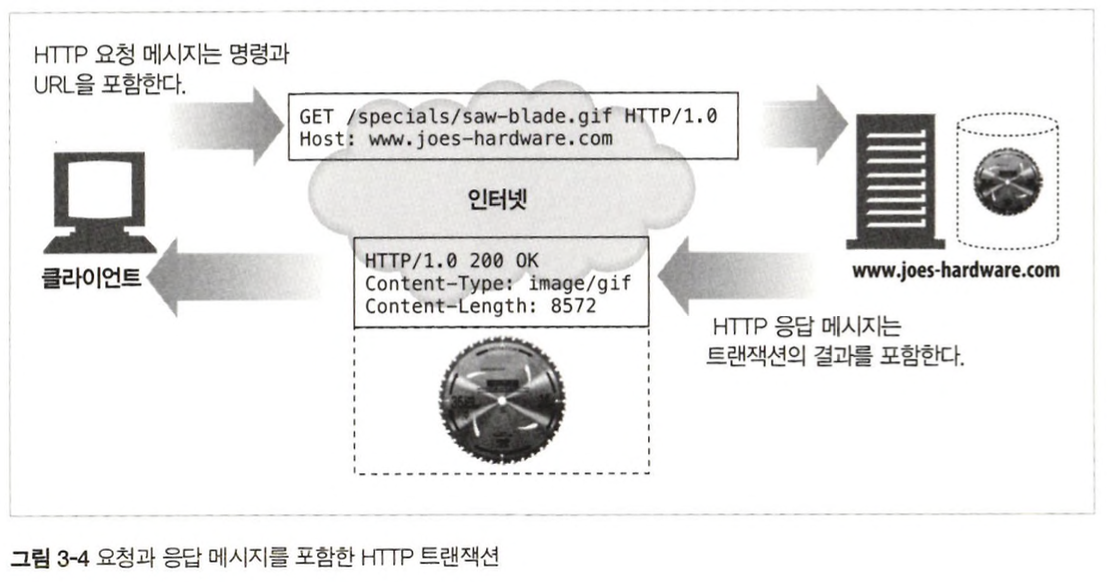 HTTP 요청 메시지는 명령과
URL을 포함한다.
GET /specials/saw-blade.gif HTTP/1.0
Host: www.joes-hardware.com
인터넷
클라이언트
www.joes-hardware.com
HTTP/1.0 200 OK
Content-Type: image/gif
Content-Length: 8572
HTTP 응답 메시지는
트랜잭션의 결과를 포함한다.
그림 3-4 요청과 응답 메시지를 포함한 HTTP 트랜잭션